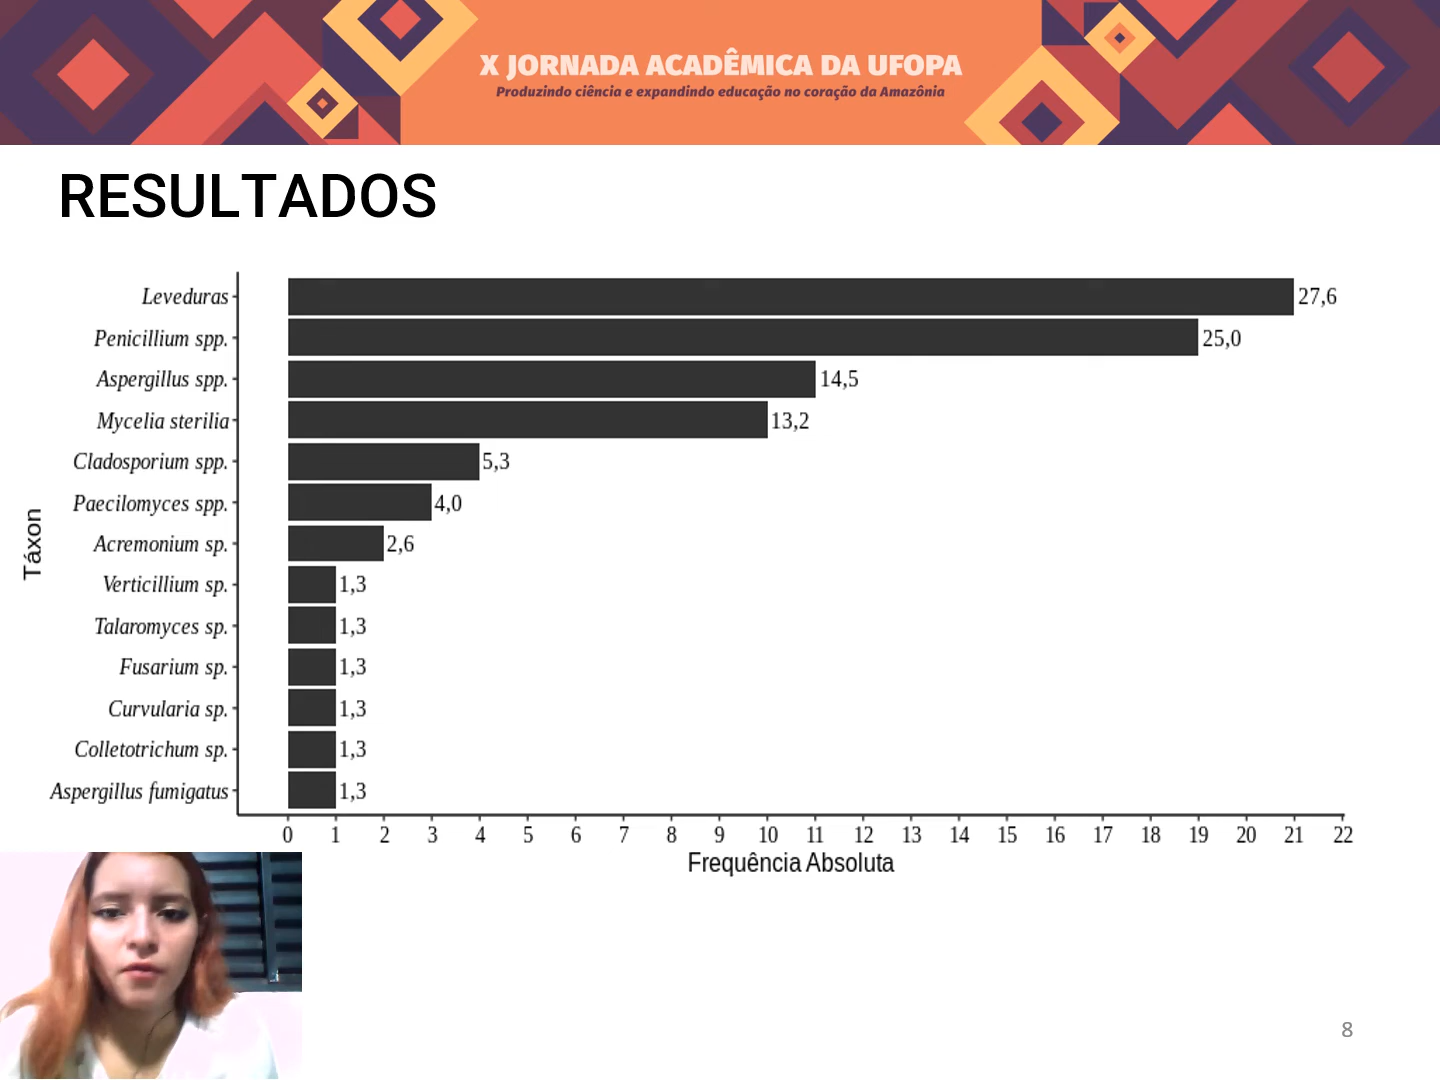 X JORNADA ACADÊMICA DA UFOPA
Produzindo ciência e expandindo educação no coração da Amazônia
RESULTADOS
Táxon
Leveduras 27,6
Penicillium spp. 25,0
Aspergillus spp. 14,5
Mycelia sterilia 13,2
Cladosporium spp. 5,3
Paecilomyces spp. 4,0
Acremonium sp. 2,6
Verticillium sp. 1,3
Talaromyces sp. 1,3
Fusarium sp. 1,3
Curvularia sp. 1,3
Colletotrichum sp. 1,3
Aspergillus fumigatus 1,3
0 1 2 3 4 5 6 7 8 9 10 11 12 13 14 15 16 17 18 19 20 21 22
Frequência Absoluta
8